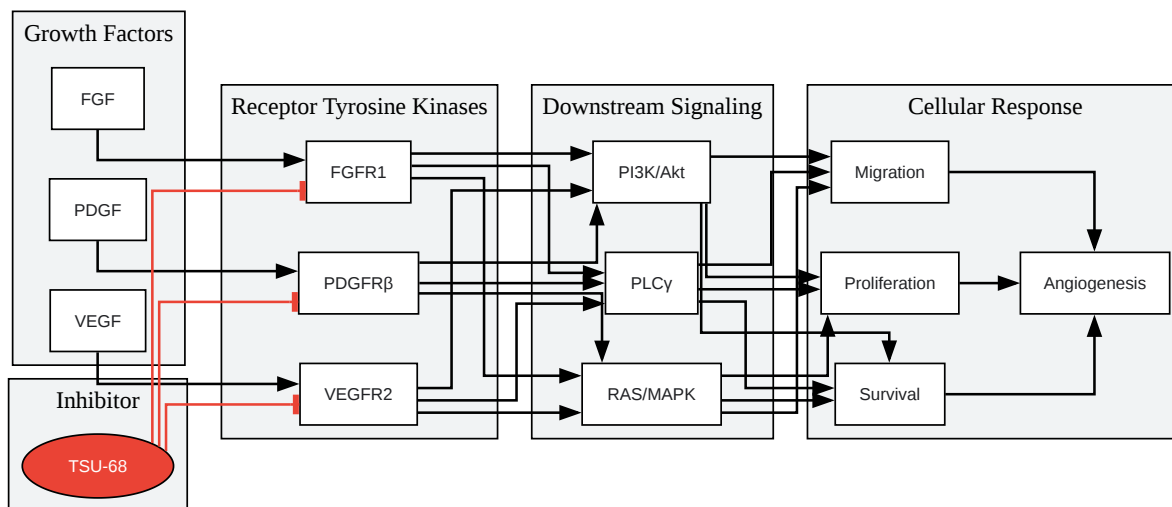 Growth Factors
FGF
PDGF
VEGF
Inhibitor
TSU-68
Receptor Tyrosine Kinases
FGFR1
PDGFRβ
VEGFR2
Downstream Signaling
PI3K/Akt
PLCγ
RAS/MAPK
Cellular Response
Migration
Proliferation
Survival
Angiogenesis